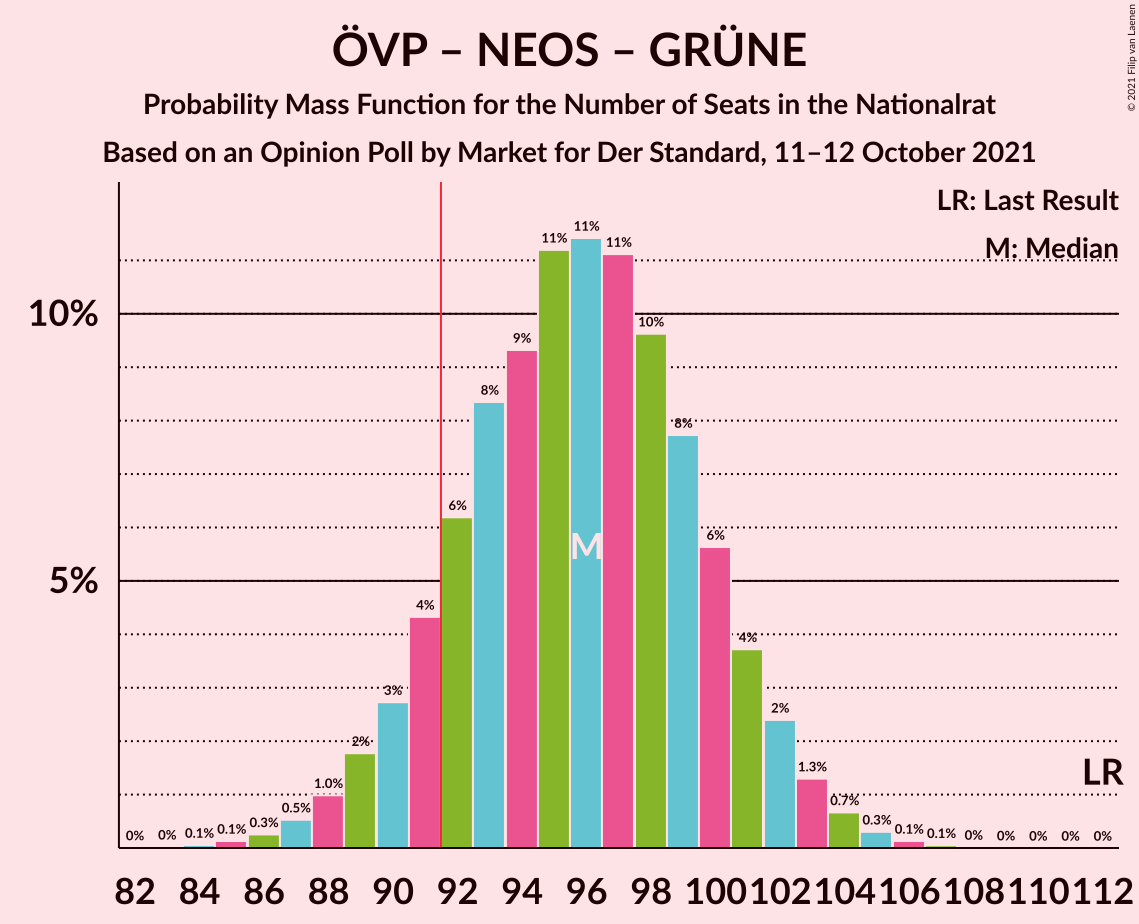 ÖVP – NEOS – GRÜNE
Probability Mass Function for the Number of Seats in the Nationalrat
Based on an Opinion Poll by Market for Der Standard, 11–12 October 2021
© 2021 Filip van Laenen
LR: Last Result
M: Median
10%
5%
0% 0% 0.1% 0.1% 0.3% 0.5% 1.0% 2% 3% 4% 6% 8% 9% 11% 11% 11% 10% 8% 6% 4% 2% 1.3% 0.7% 0.3% 0.1% 0.1% 0% 0% 0% 0% 0%
M
LR
82 84 86 88 90 92 94 96 98 100 102 104 106 108 110 112